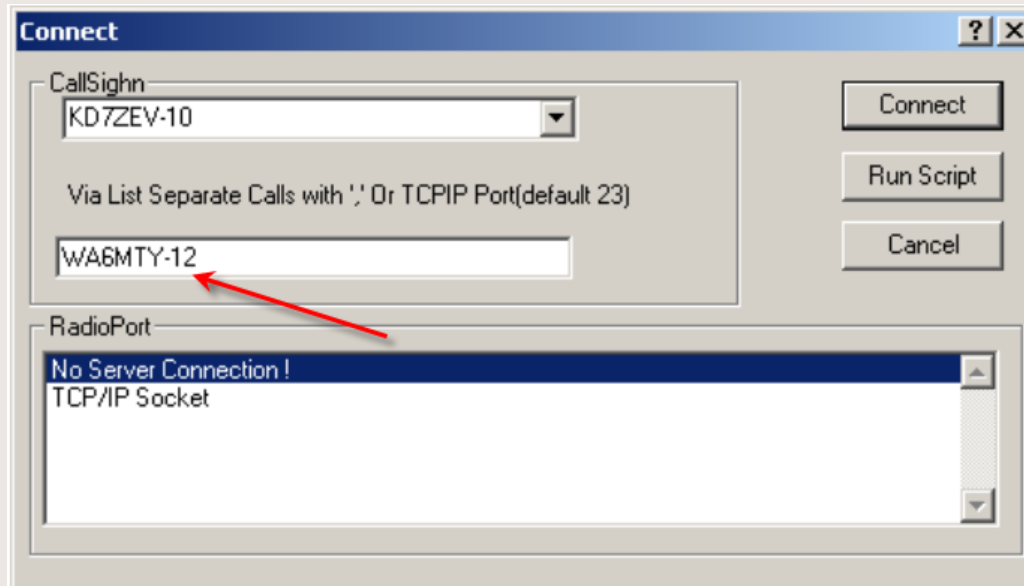 Connect
CallSighn
KD7ZEV-10
Connect
Via List Separate Calls with ',' Or TCPIP Port(default 23)
Run Script
WA6MTY-12
Cancel
RadioPort
No Server Connection !
TCP/IP Socket